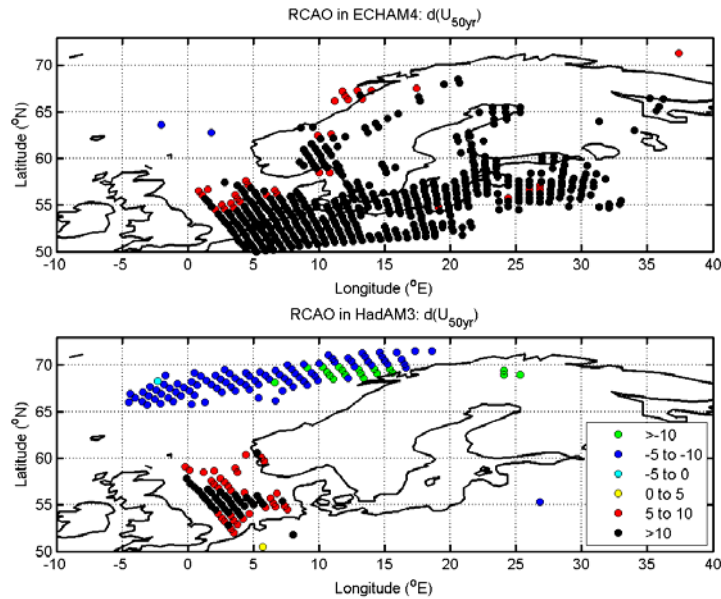 RCAO in ECHAM4: d(U50yr)
70
65
60
55
50
Latitude (°N)
-10 -5 0 5 10 15 20 25 30 35 40
Longitude (°E)
RCAO in HadAM3: d(U50yr)
70
65
60
55
50
Latitude (°N)
>-10
-5 to -10
-5 to 0
0 to 5
5 to 10
>10
-10 -5 0 5 10 15 20 25 30 35 40
Longitude (°E)